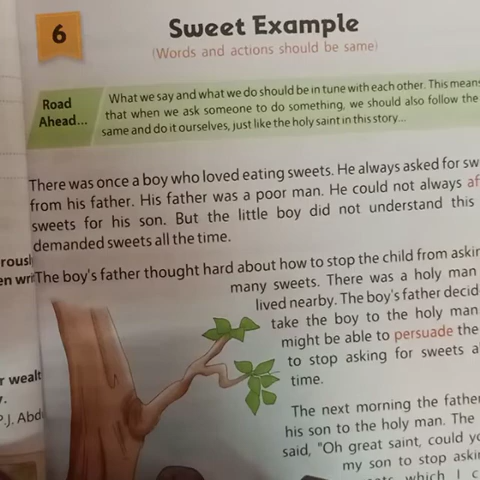 6
Sweet Example
(Words and actions should be same)
Road
Ahead...
What we say and what we do should be in tune with each other. This means
that when we ask someone to do something, we should also follow the
same and do it ourselves, just like the holy saint in this story...
There was once a boy who loved eating sweets. He always asked for
from his father. His father was a poor man. He could not always
sweets for his son. But the little boy did not understand this
demanded sweets all the time.
The boy's father thought hard about how to stop the child from
many sweets. There was a holy man
lived nearby. The boy's father
take the boy to the holy man
might be able to persuade the
to stop asking for sweets
time.
The next morning the father
his son to the holy man. The
said, "Oh great saint, could
my son to stop
which I